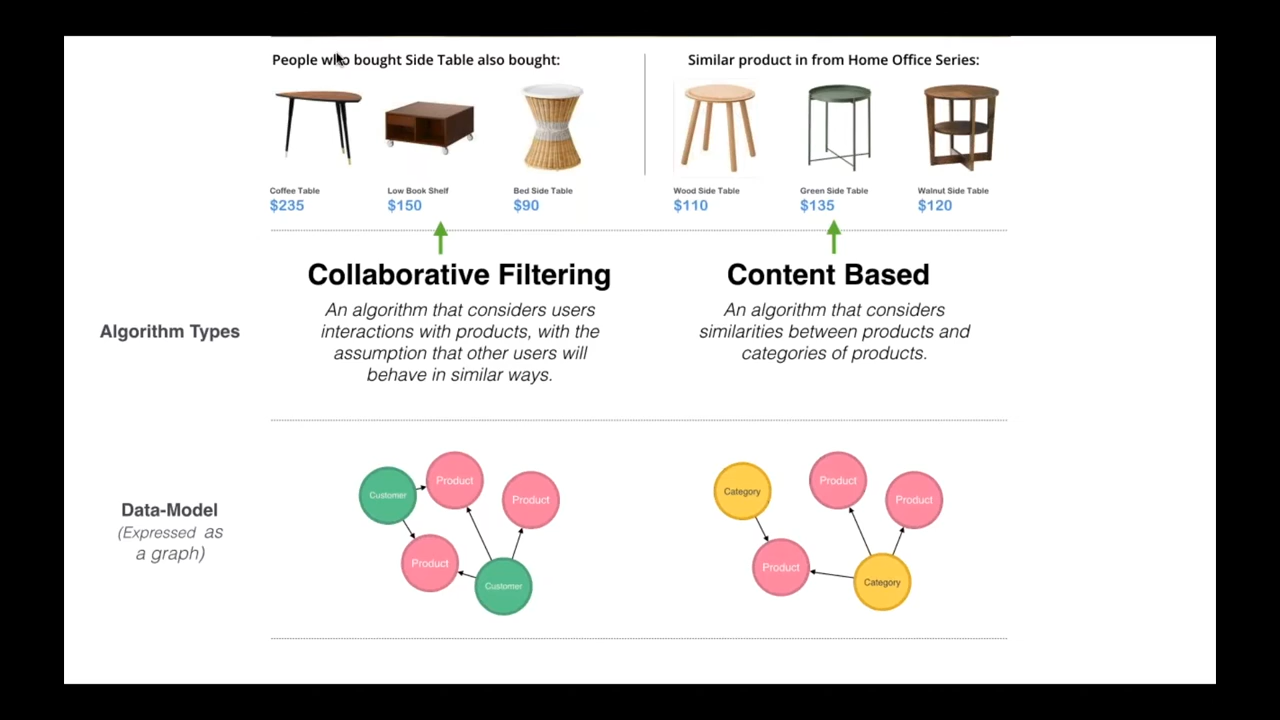 People who bought Side Table also bought:
Coffee Table
$235
Low Book Shelf
$150
Bed Side Table
$90
Similar product in from Home Office Series:
Wood Side Table
$110
Green Side Table
$135
Walnut Side Table
$120
Algorithm Types
Collaborative Filtering
An algorithm that considers users
interactions with products, with the
assumption that other users will
behave in similar ways.
Content Based
An algorithm that considers
similarities between products and
categories of products.
Data-Model
(Expressed as
a graph)
Customer
Product
Product
Product
Customer
Category
Product
Product
Product
Category